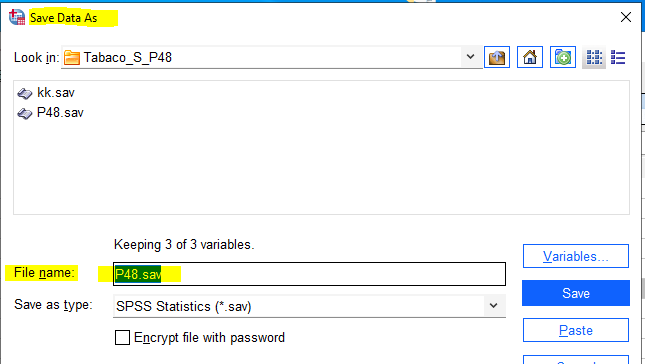 Save Data As
Look in: Tabaco_S_P48
kk.sav
P48.sav
Keeping 3 of 3 variables.
Variables...
File name: P48.sav
Save
Save as type: SPSS Statistics (*.sav)
Paste
Encrypt file with password